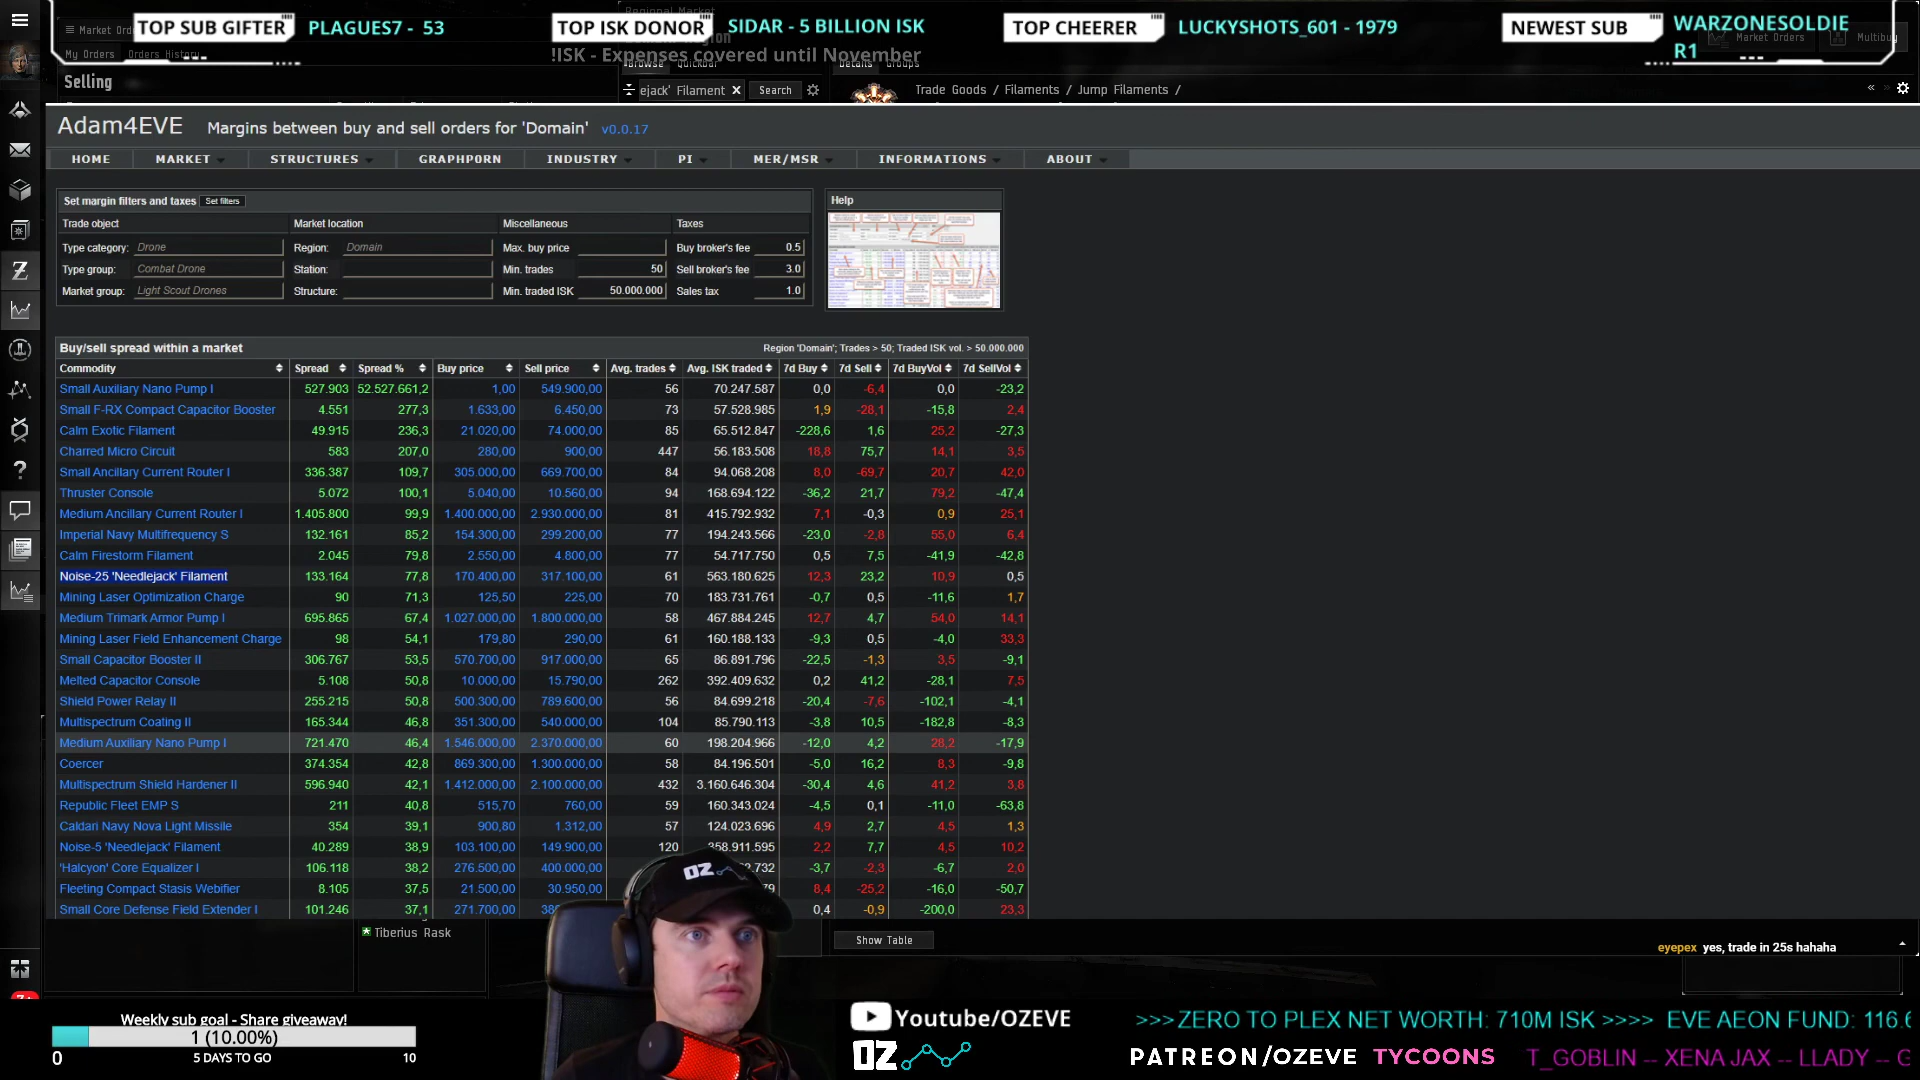 TOP SUB GIFTER PLAGUES7 - 53 TOP ISK DONOR SIDAR - 5 BILLION ISK TOP CHEERER LUCKYSHOTS_601 - 1979 NEWEST SUB WARZONESOLDIE
R1
Market Orders Multibuy
My Orders Orders History
!ISK - Expenses covered until November
Selling
ejack' Filament Search
Trade Goods / Filaments / Jump Filaments /
Adam4EVE Margins between buy and sell orders for 'Domain' v0.0.17
HOME MARKET STRUCTURES GRAPHP0RN INDUSTRY PI MER/MSR INFORMATIONS ABOUT
Set margin filters and taxes Set filters
Help
Trade object Market location Miscellaneous Taxes
Type category: Drone Region: Domain Max. buy price Buy broker's fee 0.5
Type group: Combat Drone Station: Min. trades 50 Sell broker's fee 3.0
Market group: Light Scout Drones Structure: Min. traded ISK 50.000.000 Sales tax 1.0
Buy/sell spread within a market Region 'Domain'; Trades > 50; Traded ISK vol. > 50.000.000
Commodity Spread Spread % Buy price Sell price Avg. trades Avg. ISK traded 7d Buy 7d Sell 7d BuyVol 7d SellVol
Small Auxiliary Nano Pump I 527.903 52.527.661,2 1,00 549.900,00 56 70.247.587 0,0 -6,4 0,0 -23,2
Small F-RX Compact Capacitor Booster 4.551 277,3 1.633,00 6.450,00 73 57.528.985 1,9 -28,1 -15,8 2,4
Calm Exotic Filament 49.915 236,3 21.020,00 74.000,00 85 65.512.847 -228,6 1,6 25,2 -27,3
Charred Micro Circuit 583 207,0 280,00 900,00 447 56.183.508 18,8 75,7 14,1 3,5
Small Ancillary Current Router I 336.387 109,7 305.000,00 669.700,00 84 94.068.208 8,0 -69,7 20,7 42,0
Thruster Console 5.072 100,1 5.040,00 10.560,00 94 168.694.122 -36,2 21,7 79,2 -47,4
Medium Ancillary Current Router I 1.405.800 99,9 1.400.000,00 2.930.000,00 81 415.792.932 7,1 -0,3 0,9 25,1
Imperial Navy Multifrequency S 132.161 85,2 154.300,00 299.200,00 77 194.243.566 -23,0 -2,8 55,0 6,4
Calm Firestorm Filament 2.045 79,8 2.550,00 4.800,00 77 54.717.750 0,5 7,5 -41,9 -42,8
Noise-25 'Needlejack' Filament 133.164 77,8 170.400,00 317.100,00 61 563.180.625 12,3 23,2 10,9 0,5
Mining Laser Optimization Charge 90 71,3 125,50 225,00 70 183.731.761 -0,7 0,5 -11,6 1,7
Medium Trimark Armor Pump I 695.865 67,4 1.027.000,00 1.800.000,00 58 467.884.245 12,7 4,7 54,0 14,1
Mining Laser Field Enhancement Charge 98 54,1 179,80 290,00 61 160.188.133 -9,3 0,5 -4,0 33,3
Small Capacitor Booster II 306.767 53,5 570.700,00 917.000,00 65 86.891.796 -22,5 -1,3 3,5 -9,1
Melted Capacitor Console 5.108 50,8 10.000,00 15.790,00 262 392.409.632 0,2 41,2 -28,1 7,5
Shield Power Relay II 255.215 50,8 500.300,00 789.600,00 56 84.699.218 -20,4 -7,6 -102,1 -4,1
Multispectrum Coating II 165.344 46,8 351.300,00 540.000,00 104 85.790.113 -3,8 10,5 -182,8 -8,3
Medium Auxiliary Nano Pump I 721.470 46,4 1.546.000,00 2.370.000,00 60 198.204.966 -12,0 4,2 28,2 -17,9
Coercer 374.354 42,8 869.300,00 1.300.000,00 58 84.196.501 -5,0 16,2 8,3 -9,8
Multispectrum Shield Hardener II 596.940 42,1 1.412.000,00 2.100.000,00 432 3.160.646.304 -30,4 4,6 41,2 3,8
Republic Fleet EMP S 211 40,8 515,70 760,00 59 160.343.024 -4,5 0,1 -11,0 -63,8
Caldari Navy Nova Light Missile 354 39,1 900,80 1.312,00 57 124.023.696 4,9 2,7 4,5 1,3
Noise-5 'Needlejack' Filament 40.289 38,9 103.100,00 149.900,00 120 358.911.595 2,2 7,7 4,5 10,2
'Halcyon' Core Equalizer I 106.118 38,2 276.500,00 400.000,00 -3,7 -2,3 -6,7 2,0
Fleeting Compact Stasis Webifier 8.105 37,5 21.500,00 30.950,00 8,4 -25,2 -16,0 -50,7
Small Core Defense Field Extender I 101.246 37,1 271.700,00 0,4 -0,9 -200,0 23,3
Tiberius Rask
Show Table
eyepex yes, trade in 25s hahaha
Weekly sub goal - Share giveaway!
1 (10.00%)
0 5 DAYS TO GO 10
Youtube/OZEVE
OZ
OZ
>>> ZERO TO PLEX NET WORTH: 710M ISK >>>> EVE AEON FUND: 116.6
PATREON/OZEVE TYCOONS T_GOBLIN -- XENA JAX -- LLADY --